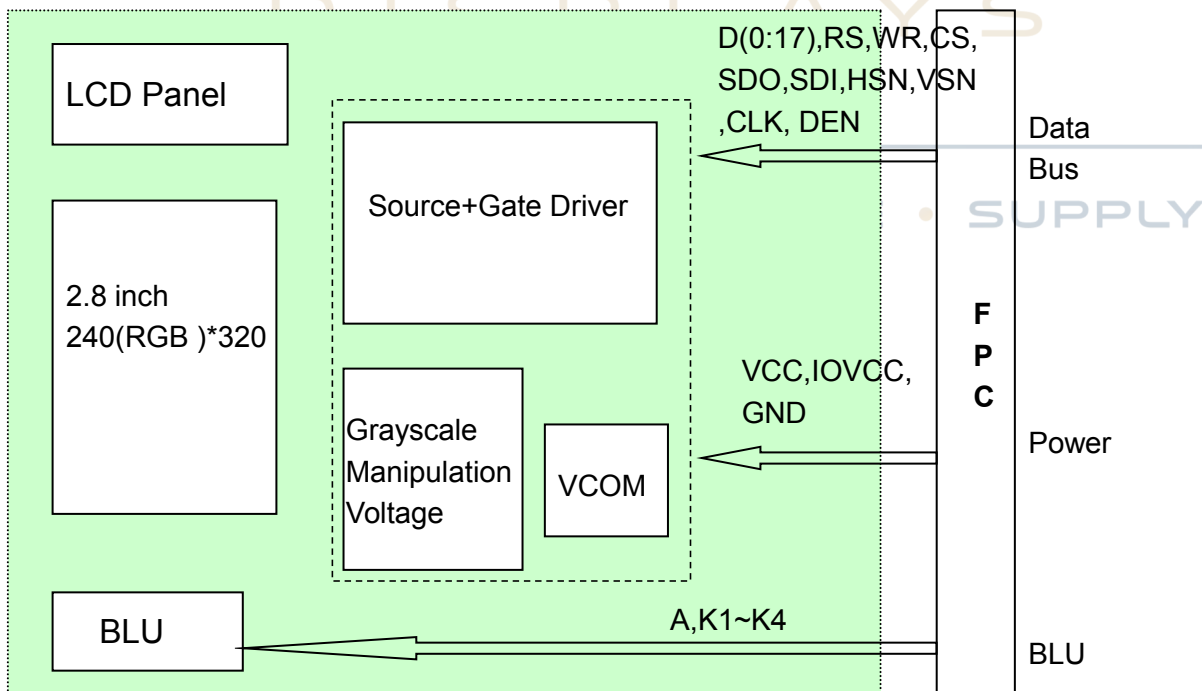 DISPLAYS
LCD Panel
D(0:17),RS,WR,CS,
SDO,SDI,HSN,VSN
,CLK, DEN
Data
Bus
Source+Gate Driver
• SUPPLY
2.8 inch
240(RGB )*320
F
P
C
VCC,IOVCC,
GND
Grayscale
Manipulation
Voltage
VCOM
Power
BLU
A,K1~K4
BLU